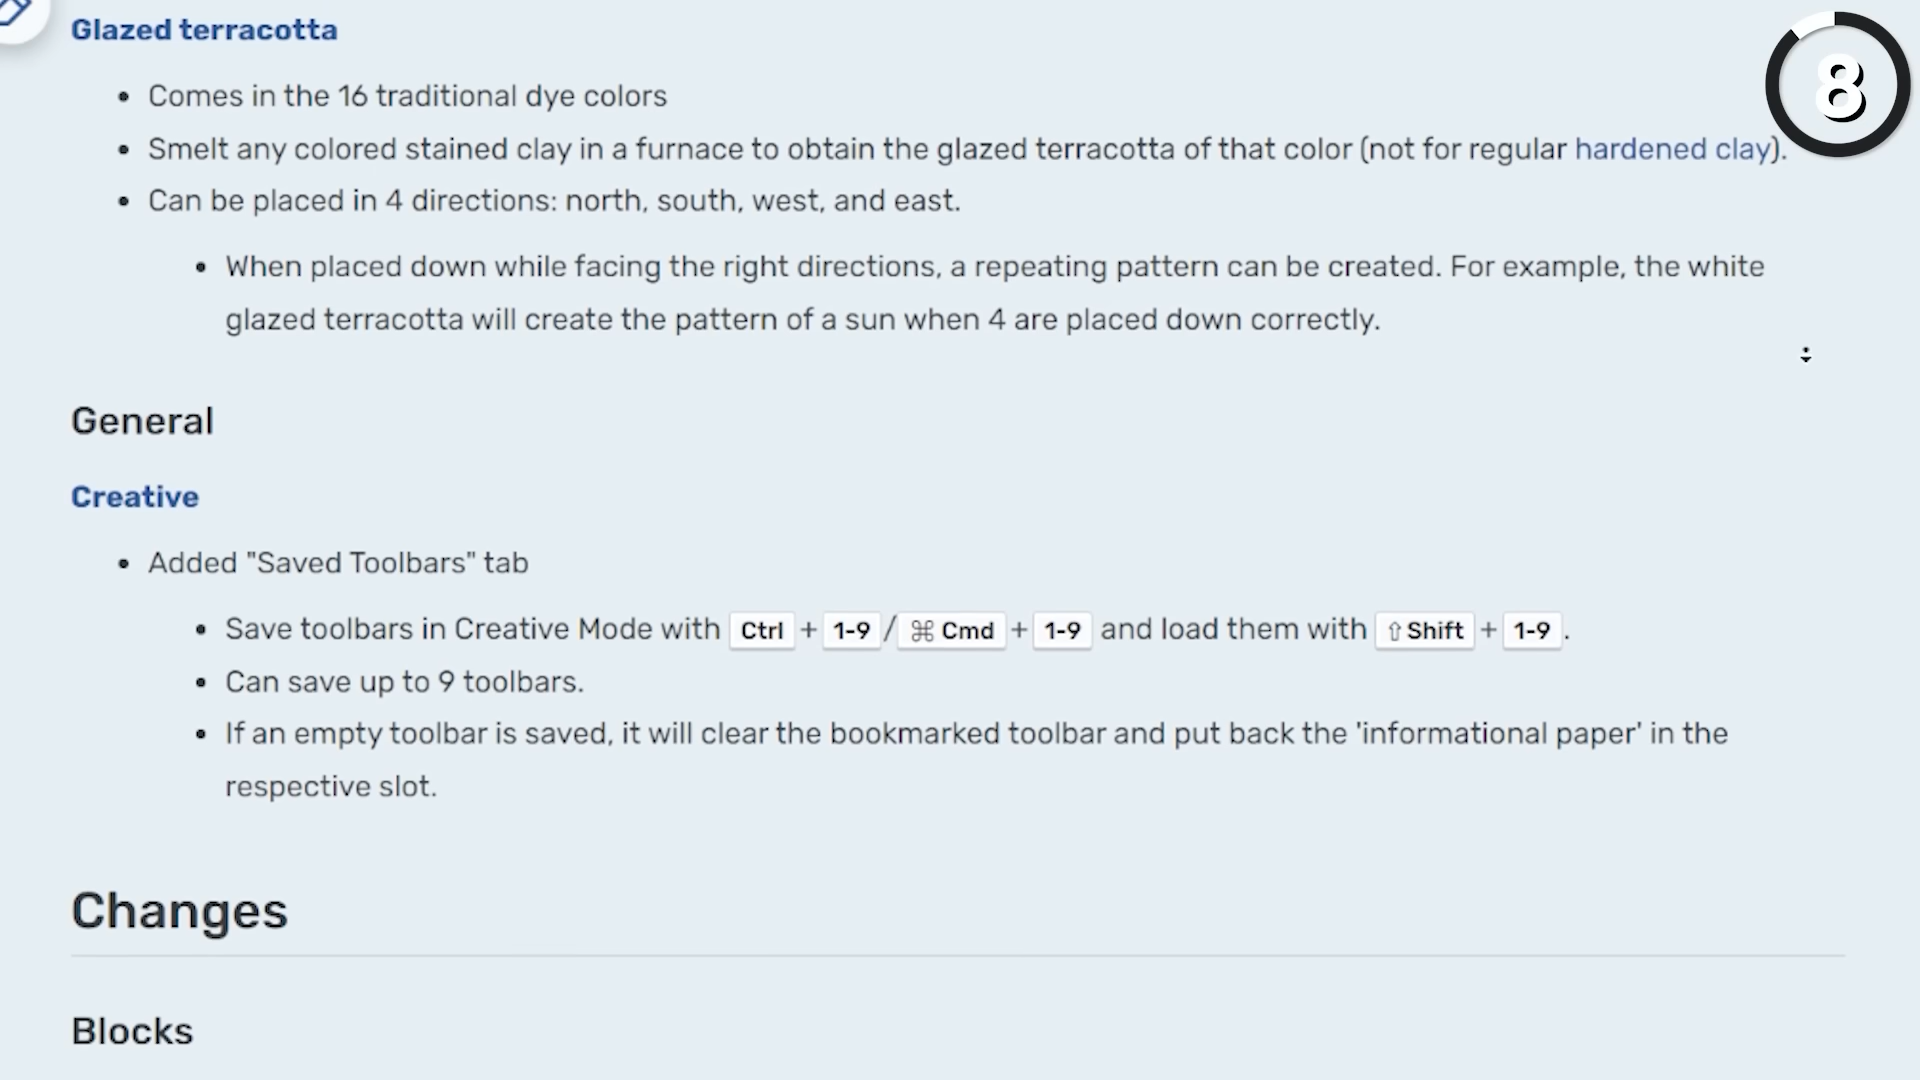 Glazed terracotta
8
Comes in the 16 traditional dye colors
Smelt any colored stained clay in a furnace to obtain the glazed terracotta of that color (not for regular hardened clay).
Can be placed in 4 directions: north, south, west, and east.
When placed down while facing the right directions, a repeating pattern can be created. For example, the white
glazed terracotta will create the pattern of a sun when 4 are placed down correctly.
General
Creative
Added "Saved Toolbars" tab
Save toolbars in Creative Mode with Ctrl + 1-9 / ⌘ Cmd + 1-9 and load them with ⇧ Shift + 1-9 .
Can save up to 9 toolbars.
If an empty toolbar is saved, it will clear the bookmarked toolbar and put back the 'informational paper' in the
respective slot.
Changes
Blocks